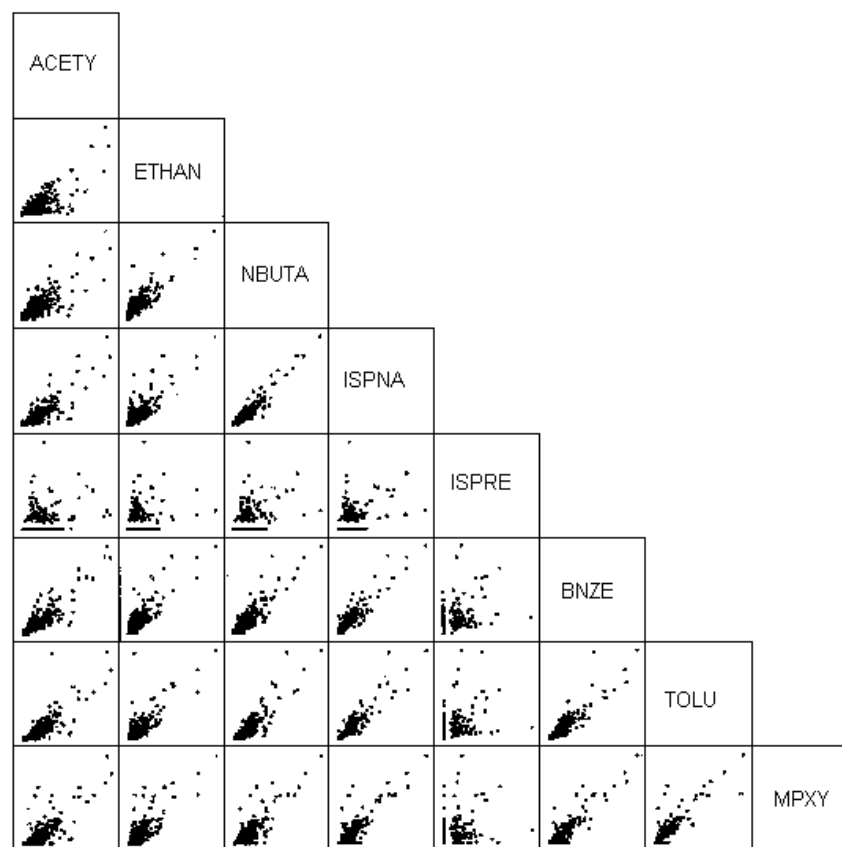 ACETY
ETHAN
NBUTA
ISPNA
ISPRE
BNZE
TOLU
MPXY